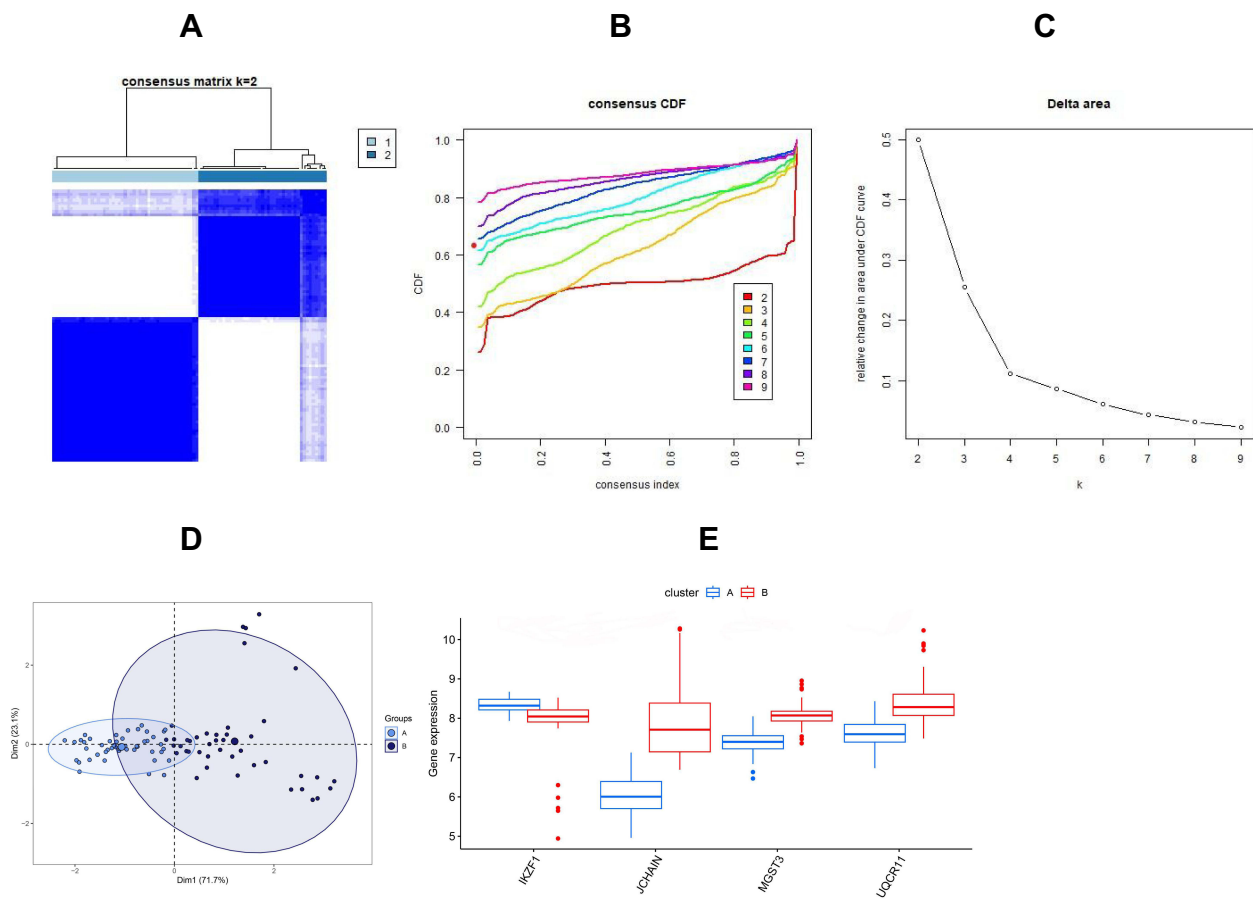 A
consensus matrix k=2
1
2
B
consensus CDF
CDF
1.0
0.8
0.6
0.4
0.2
0.0
2
3
4
5
6
7
8
9
0.0
0.2
0.4
0.6
0.8
1.0
consensus index
C
Delta area
relative change in area under CDF curve
0.5
0.4
0.3
0.2
0.1
2 3 4 5 6 7 8 9
k
D
Dim2 (23.1%)
2
0
−2
−2 0 2
Dim1 (71.7%)
Groups
A
B
E
cluster A B
Gene expression
10
9
8
7
6
5
IKZF1
JCHAIN
MGST3
UQCR11